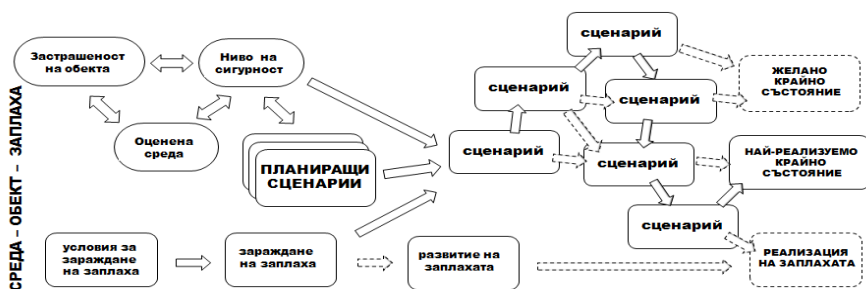 СРЕДА – ОБЕКТ – ЗАПЛАХА
Застрашеност
на обекта
Ниво на
сигурност
Оценена
среда
ПЛАНИРАЩИ
СЦЕНАРИИ
условия за
зараждане
на заплаха
зараждане
на заплаха
развитие на
заплахата
сценарий
сценарий
сценарий
сценарий
сценарий
сценарий
ЖЕЛАНО
КРАЙНО
СЪСТОЯНИЕ
НАЙ-РЕАЛИЗУЕМО
КРАЙНО
СЪСТОЯНИЕ
РЕАЛИЗАЦИЯ
НА ЗАПЛАХАТА